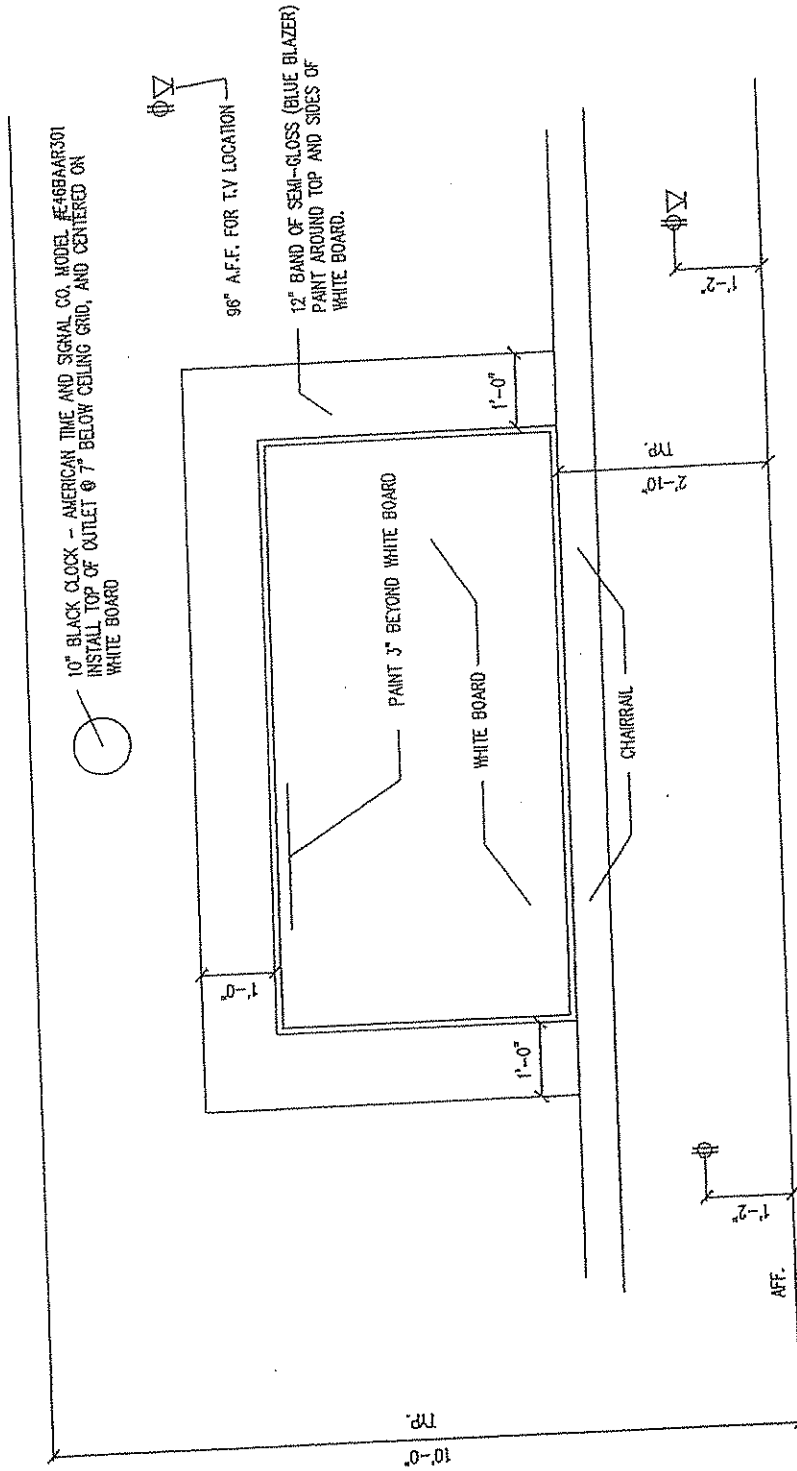 10" BLACK CLOCK - AMERICAN TIME AND SIGNAL CO. MODEL #E46BAAR301
INSTALL TOP OF OUTLET @ 7" BELOW CEILING GRID, AND CENTERED ON
WHITE BOARD
96" A.F.F. FOR T.V LOCATION
12" BAND OF SEMI-GLOSS (BLUE BLAZER)
PAINT AROUND TOP AND SIDES OF
WHITE BOARD.
1'-0"
1'-0"
1'-0"
PAINT 3" BEYOND WHITE BOARD
WHITE BOARD
CHAIRRAIL
2'-10"
TYP.
1'-2"
1'-2"
AFF.
10'-0"
TYP.